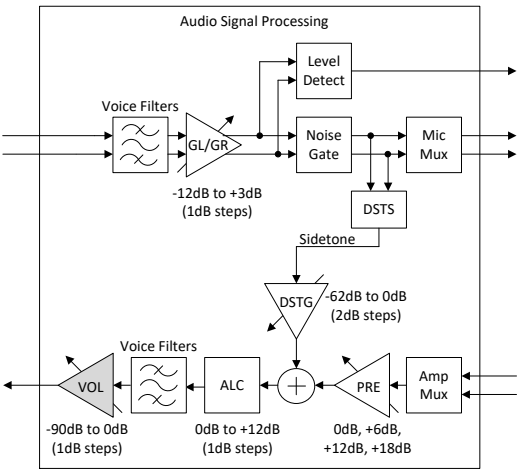 Audio Signal Processing
Level
Detect
Voice Filters
GL/GR
Noise
Gate
Mic
Mux
-12dB to +3dB
(1dB steps)
DSTS
Sidetone
DSTG
-62dB to 0dB
(2dB steps)
Voice Filters
VOL
ALC
+
PRE
Amp
Mux
-90dB to 0dB
(1dB steps)
0dB to +12dB
(1dB steps)
0dB, +6dB,
+12dB, +18dB